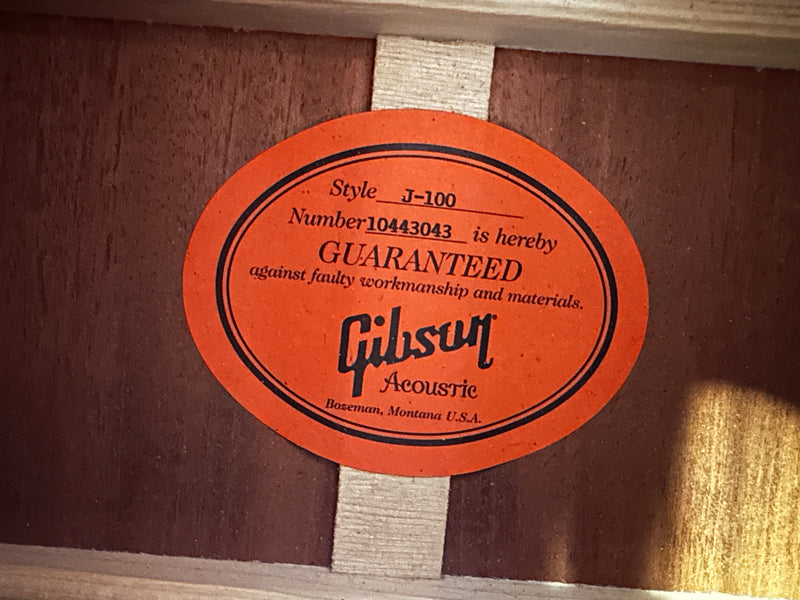 Style J-100
Number 10443043 is hereby
GUARANTEED
against faulty workmanship and materials.
Gibson
Acoustic
Bozeman, Montana U.S.A.